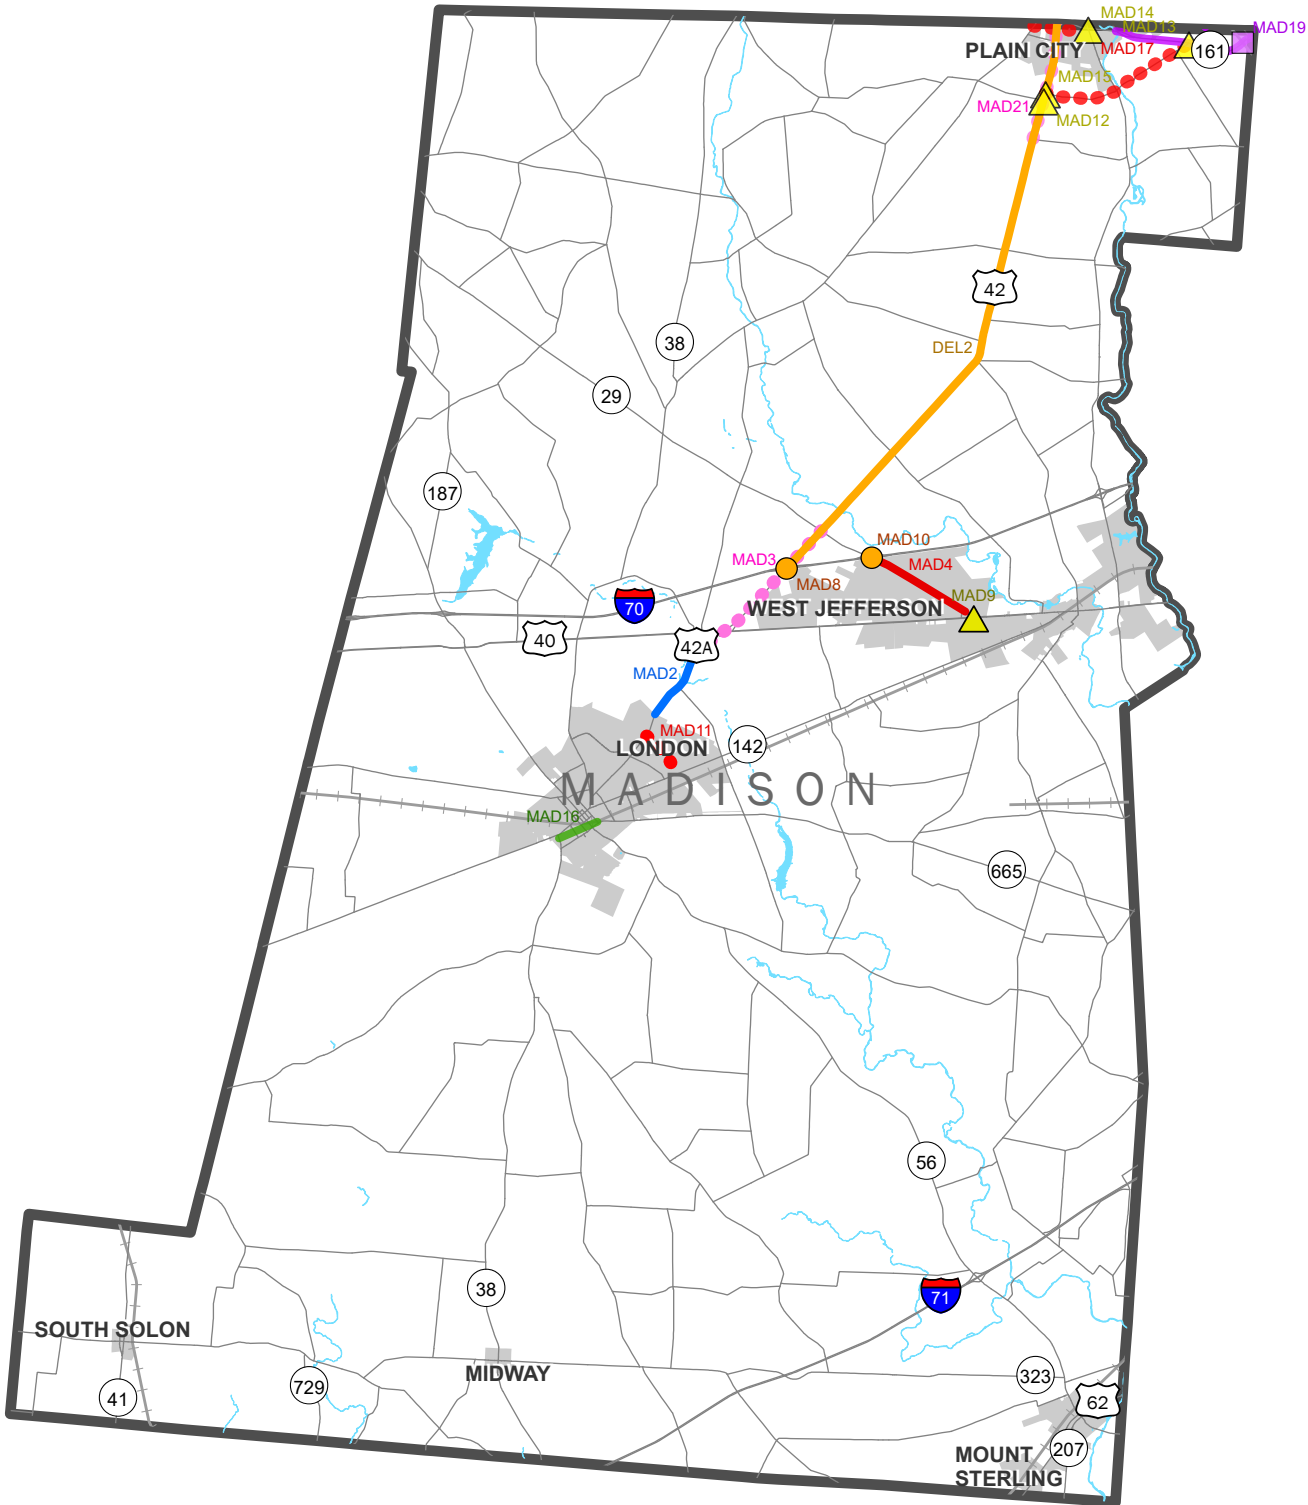 MAD14
MAD13
MAD19
PLAIN CITY
MAD17
161
MAD15
MAD21
MAD12
42
38
DEL2
29
187
MAD10
MAD3
MAD4
MAD8
MAD9
70
WEST JEFFERSON
40
42A
MAD2
MAD11
LONDON
142
MADISON
MAD16
665
56
38
71
SOUTH SOLON
MIDWAY
323
729
41
62
207
MOUNT
STERLING